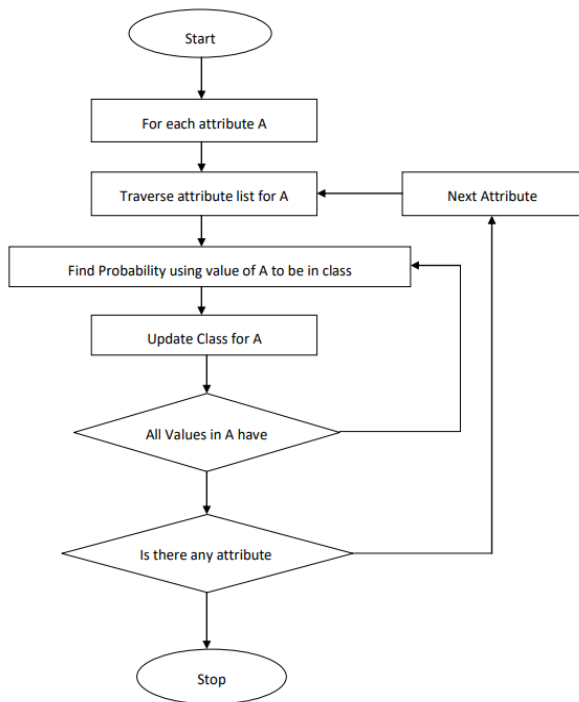 Start
For each attribute A
Traverse attribute list for A
Next Attribute
Find Probability using value of A to be in class
Update Class for A
All Values in A have
Is there any attribute
Stop